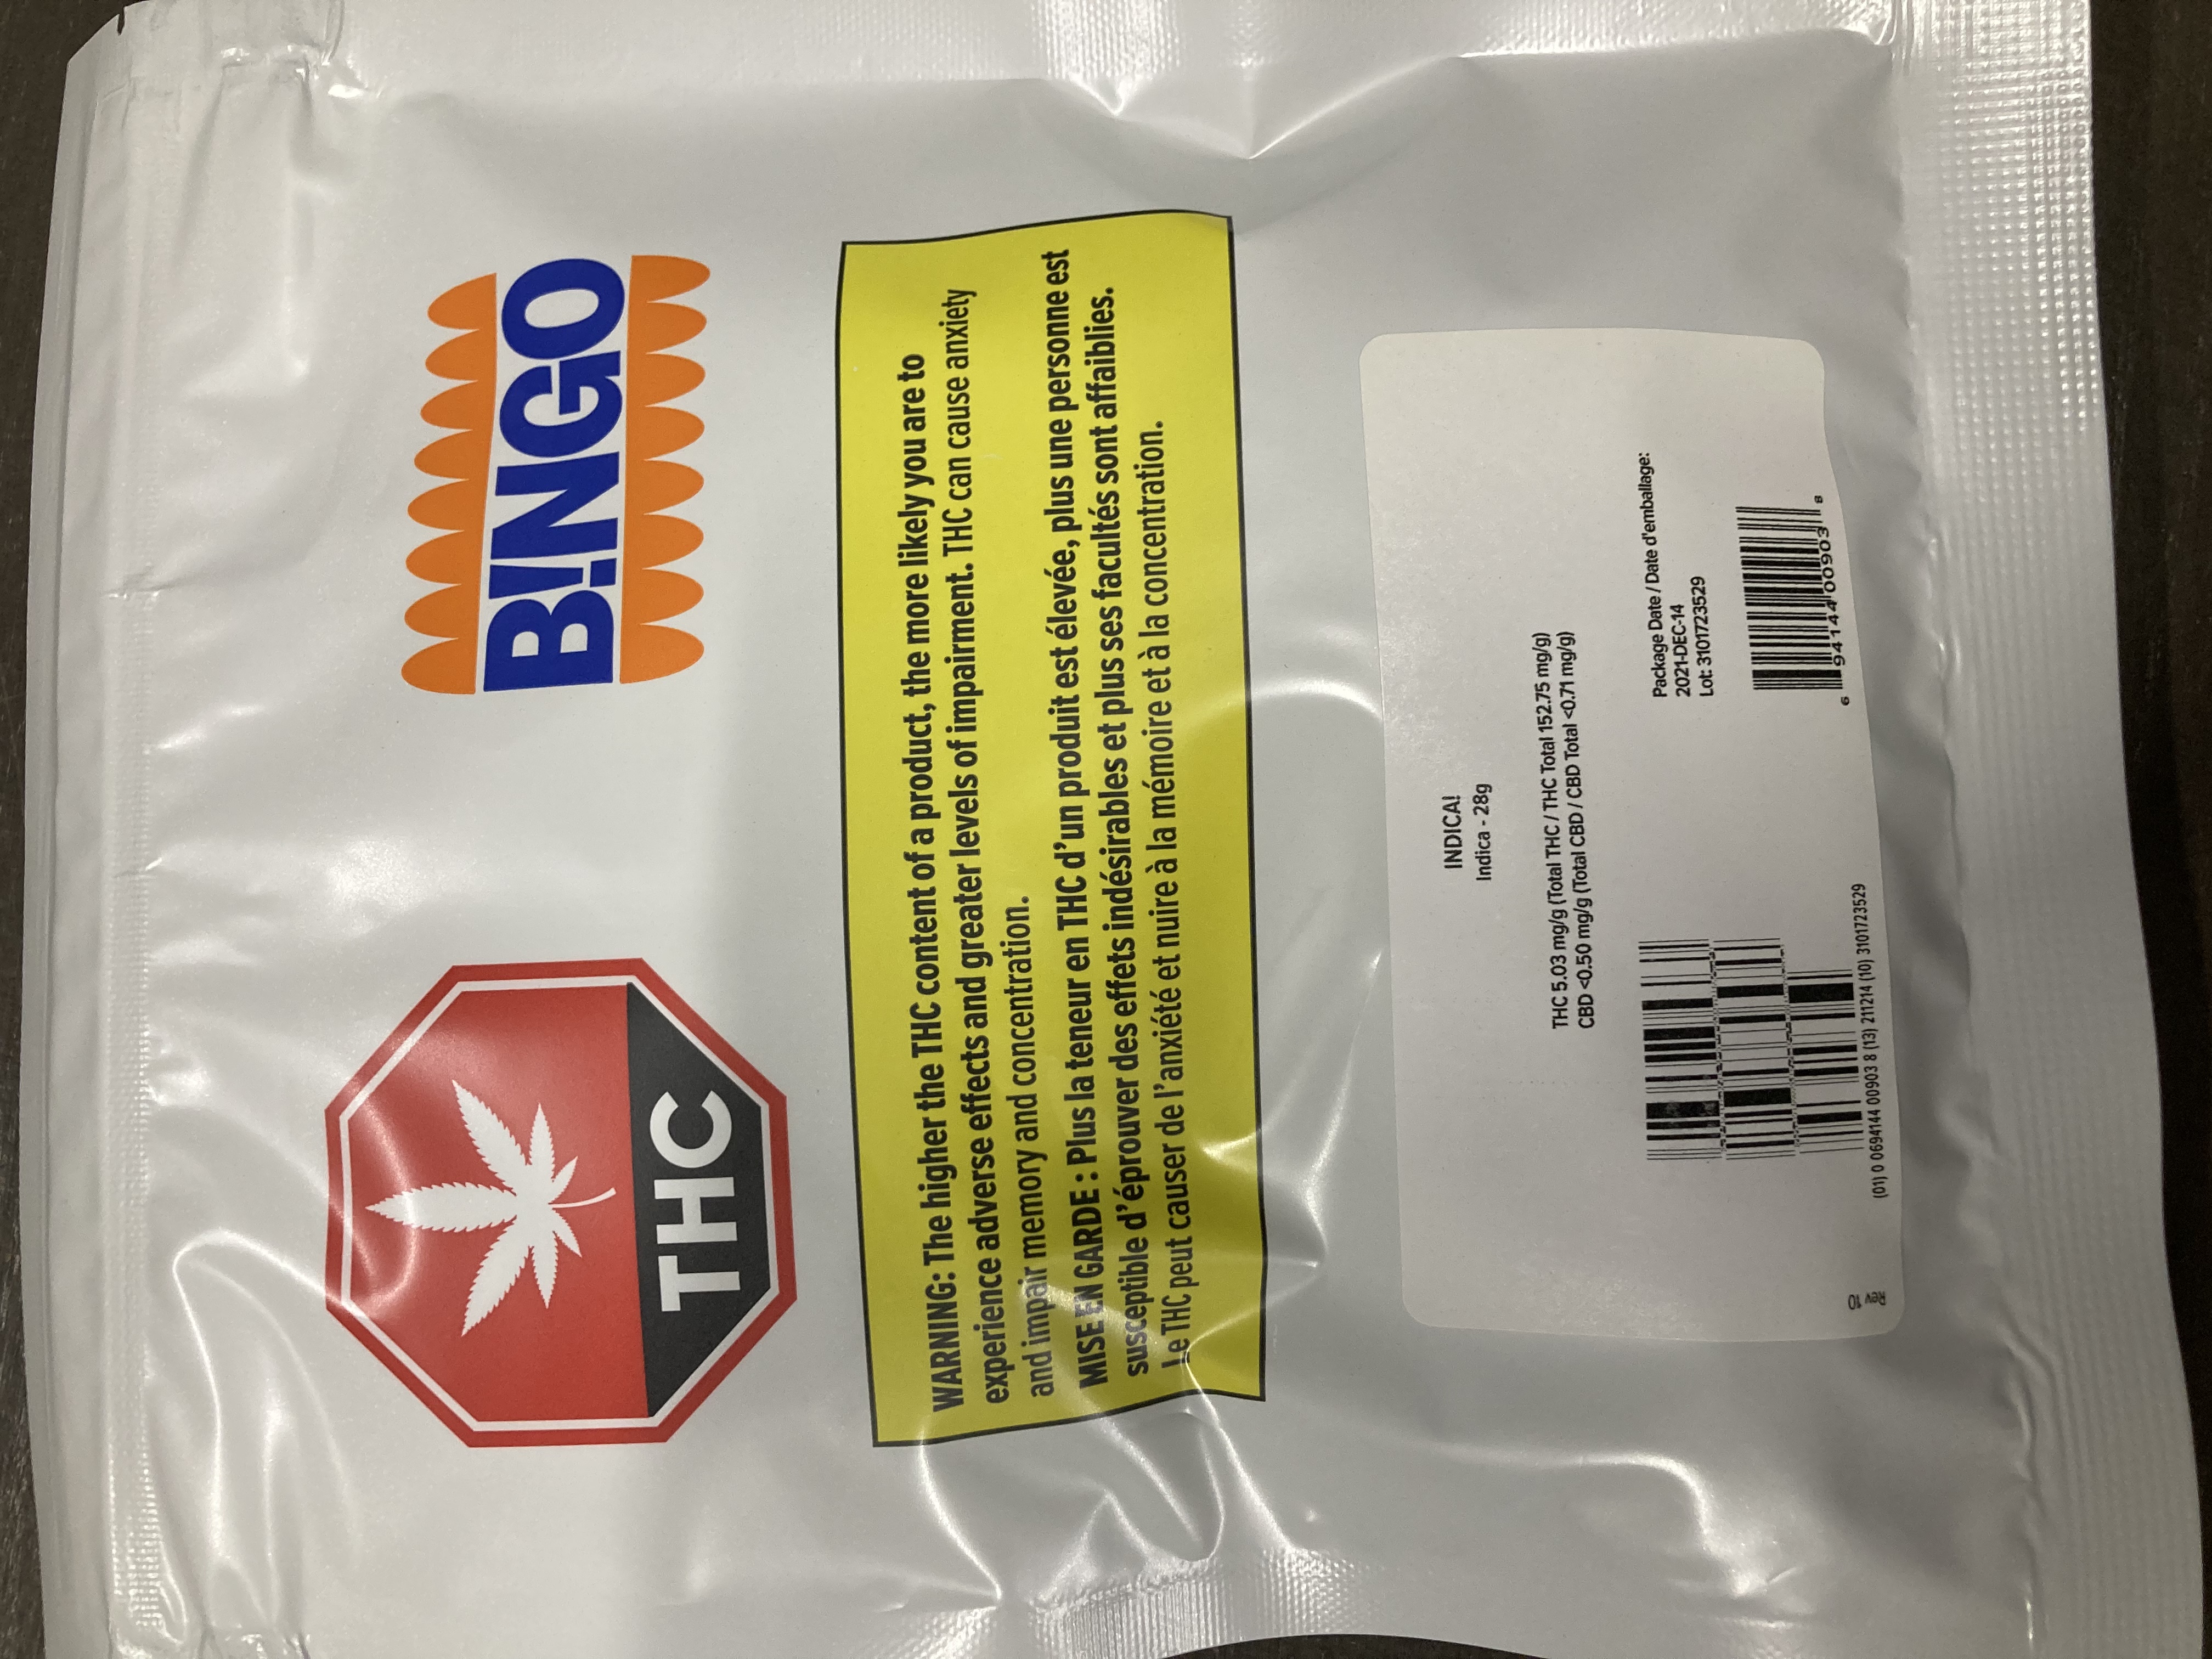 THC
B!NGO
WARNING: The higher the THC content of a product, the more likely you are to
experience adverse effects and greater levels of impairment. THC can cause anxiety
and impair memory and concentration.
MISE EN GARDE : Plus la teneur en THC d'un produit est élevée, plus une personne est
susceptible d'éprouver des effets indésirables et plus ses facultés sont affaiblies.
Le THC peut causer de l'anxiété et nuire à la mémoire et à la concentration.
INDICA!
Indica - 28g
THC 5.03 mg/g (Total THC / THC Total 152.75 mg/g)
CBD <0.50 mg/g (Total CBD / CBD Total <0.71 mg/g)
Package Date / Date d'emballage:
2021-DEC-14
Lot: 3101723529
6 94144 00903 8
Rev 10
(01) 0 0694144 00903 8 (13) 211214 (10) 3101723529